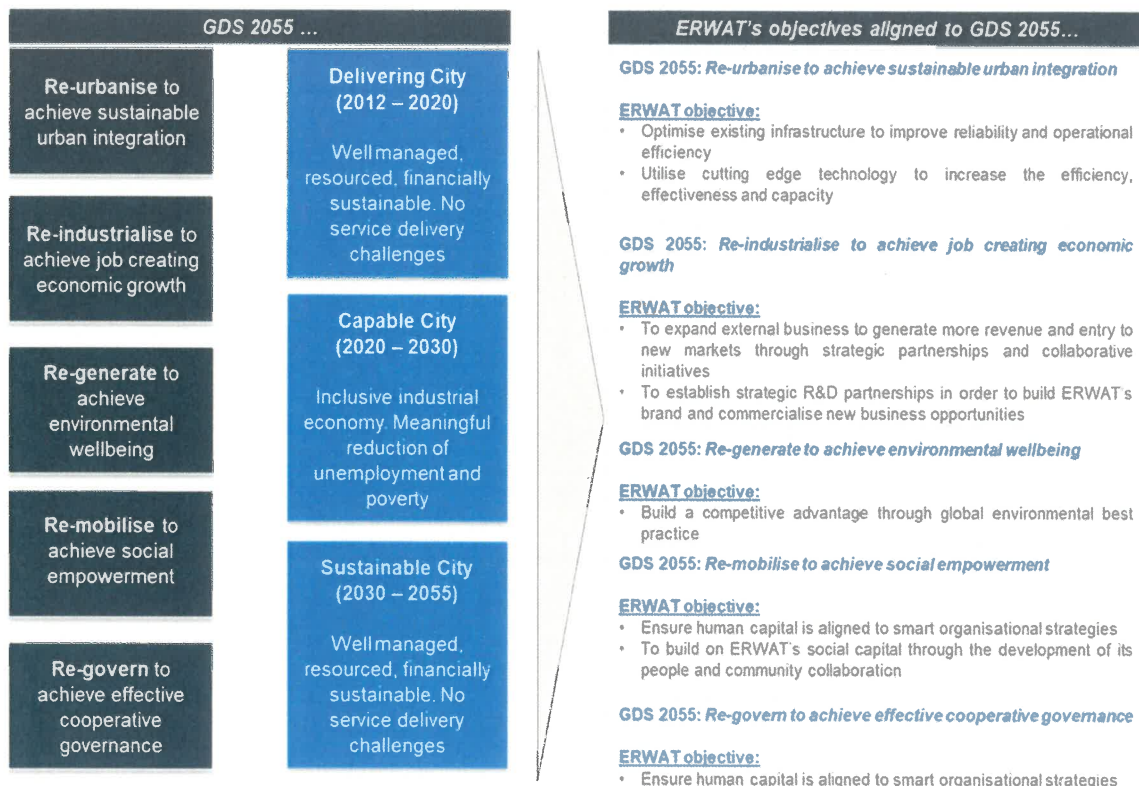 GDS 2055 ...
Re-urbanise to
achieve sustainable
urban integration
Re-industrialise to
achieve job creating
economic growth
Re-generate to
achieve
environmental
wellbeing
Re-mobilise to
achieve social
empowerment
Re-govern to
achieve effective
cooperative
governance
Delivering City
(2012 – 2020)
Well managed,
resourced, financially
sustainable. No
service delivery
challenges
Capable City
(2020 – 2030)
Inclusive industrial
economy. Meaningful
reduction of
unemployment and
poverty
Sustainable City
(2030 – 2055)
Well managed,
resourced, financially
sustainable. No
service delivery
challenges
ERWAT's objectives aligned to GDS 2055...
GDS 2055: Re-urbanise to achieve sustainable urban integration
ERWAT objective:
• Optimise existing infrastructure to improve reliability and operational
efficiency
• Utilise cutting edge technology to increase the efficiency,
effectiveness and capacity
GDS 2055: Re-industrialise to achieve job creating economic
growth
ERWAT objective:
• To expand external business to generate more revenue and entry to
new markets through strategic partnerships and collaborative
initiatives
• To establish strategic R&D partnerships in order to build ERWAT's
brand and commercialise new business opportunities
GDS 2055: Re-generate to achieve environmental wellbeing
ERWAT objective:
• Build a competitive advantage through global environmental best
practice
GDS 2055: Re-mobilise to achieve social empowerment
ERWAT objective:
• Ensure human capital is aligned to smart organisational strategies
• To build on ERWAT's social capital through the development of its
people and community collaboration
GDS 2055: Re-govern to achieve effective cooperative governance
ERWAT objective:
• Ensure human capital is aligned to smart organisational strategies